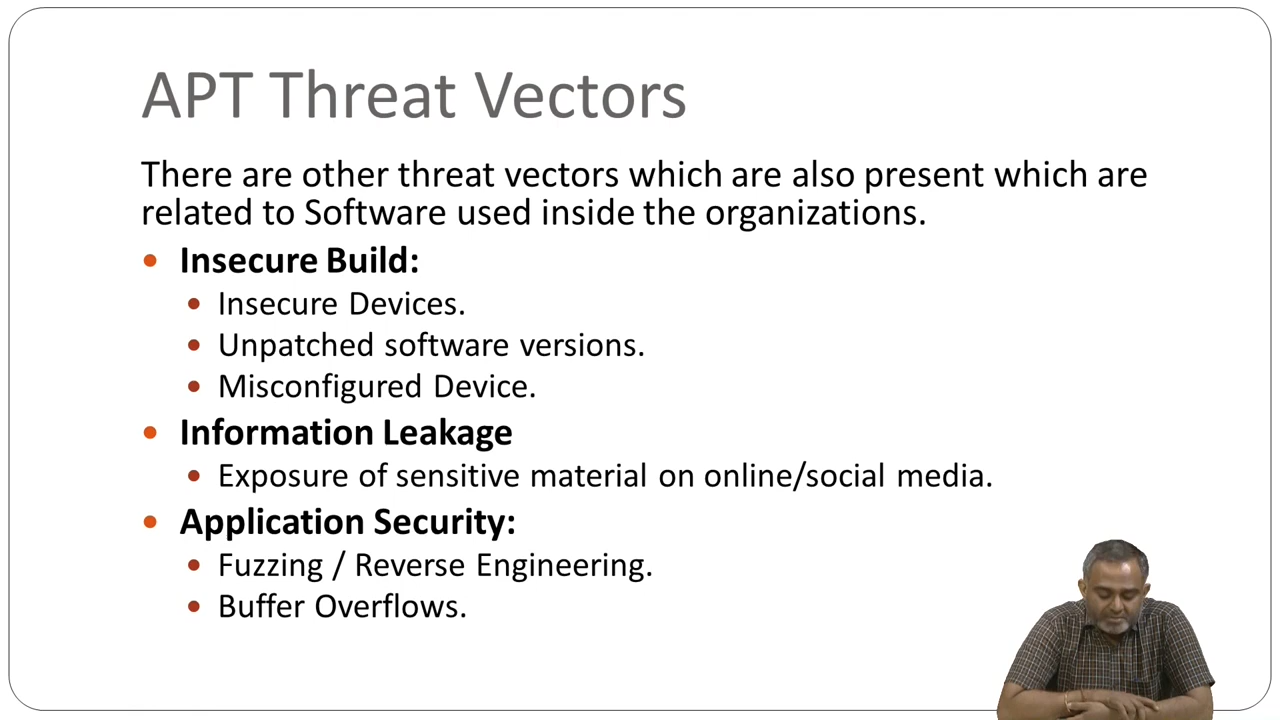 APT Threat Vectors
There are other threat vectors which are also present which are
related to Software used inside the organizations.
• Insecure Build:
• Insecure Devices.
• Unpatched software versions.
• Misconfigured Device.
• Information Leakage
• Exposure of sensitive material on online/social media.
• Application Security:
• Fuzzing / Reverse Engineering.
• Buffer Overflows.